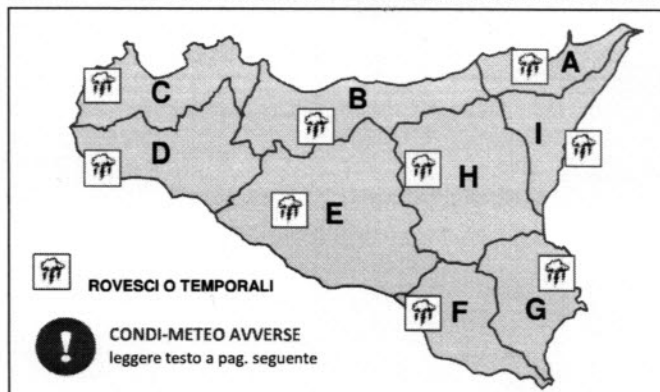 A
C
B
I
D
H
E
ROVESCI O TEMPORALI
F
G
CONDI-METEO AVVERSE
leggere testo a pag. seguente